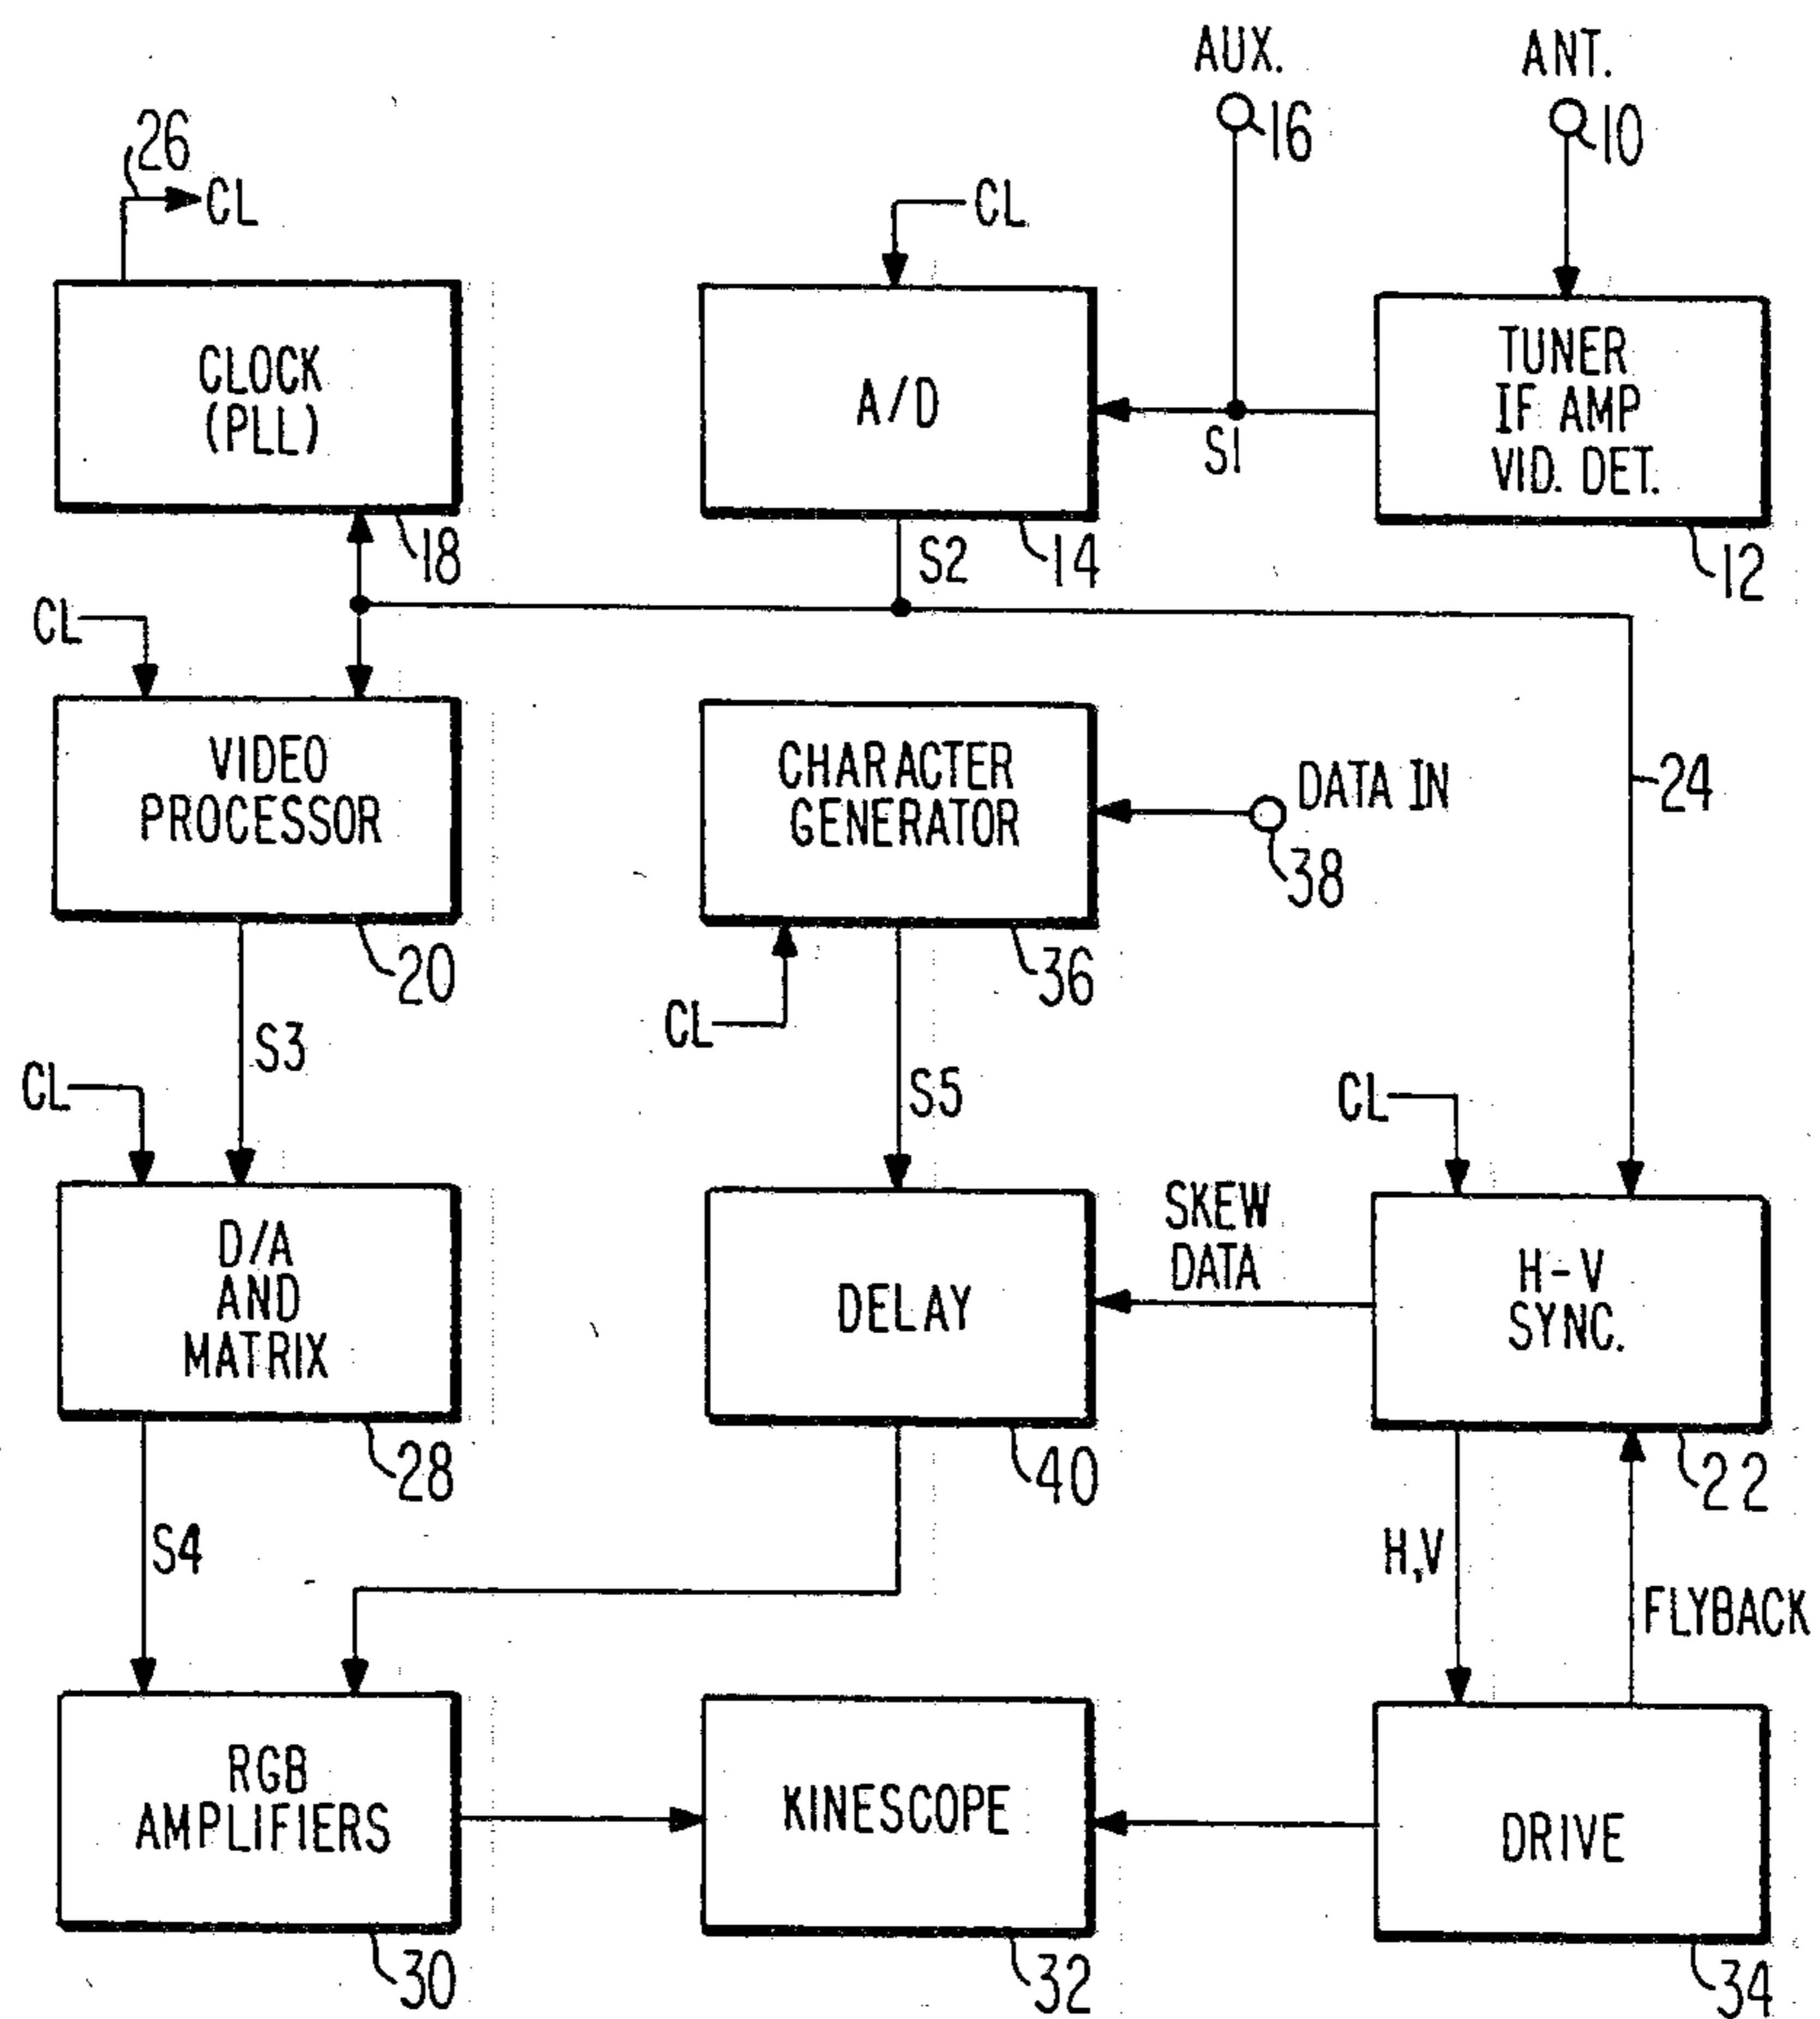 AUX.
ANT.
16
10
26
CL
CL
CLOCK
(PLL)
A/D
TUNER
IF AMP
VID. DET.
S1
18
S2
14
12
CL
VIDEO
PROCESSOR
CHARACTER
GENERATOR
DATA IN
38
24
20
36
CL
S3
CL
S5
CL
D/A
AND
MATRIX
DELAY
SKEW
DATA
H-V
SYNC.
28
40
22
S4
H,V
FLYBACK
RGB
AMPLIFIERS
KINESCOPE
DRIVE
30
32
34